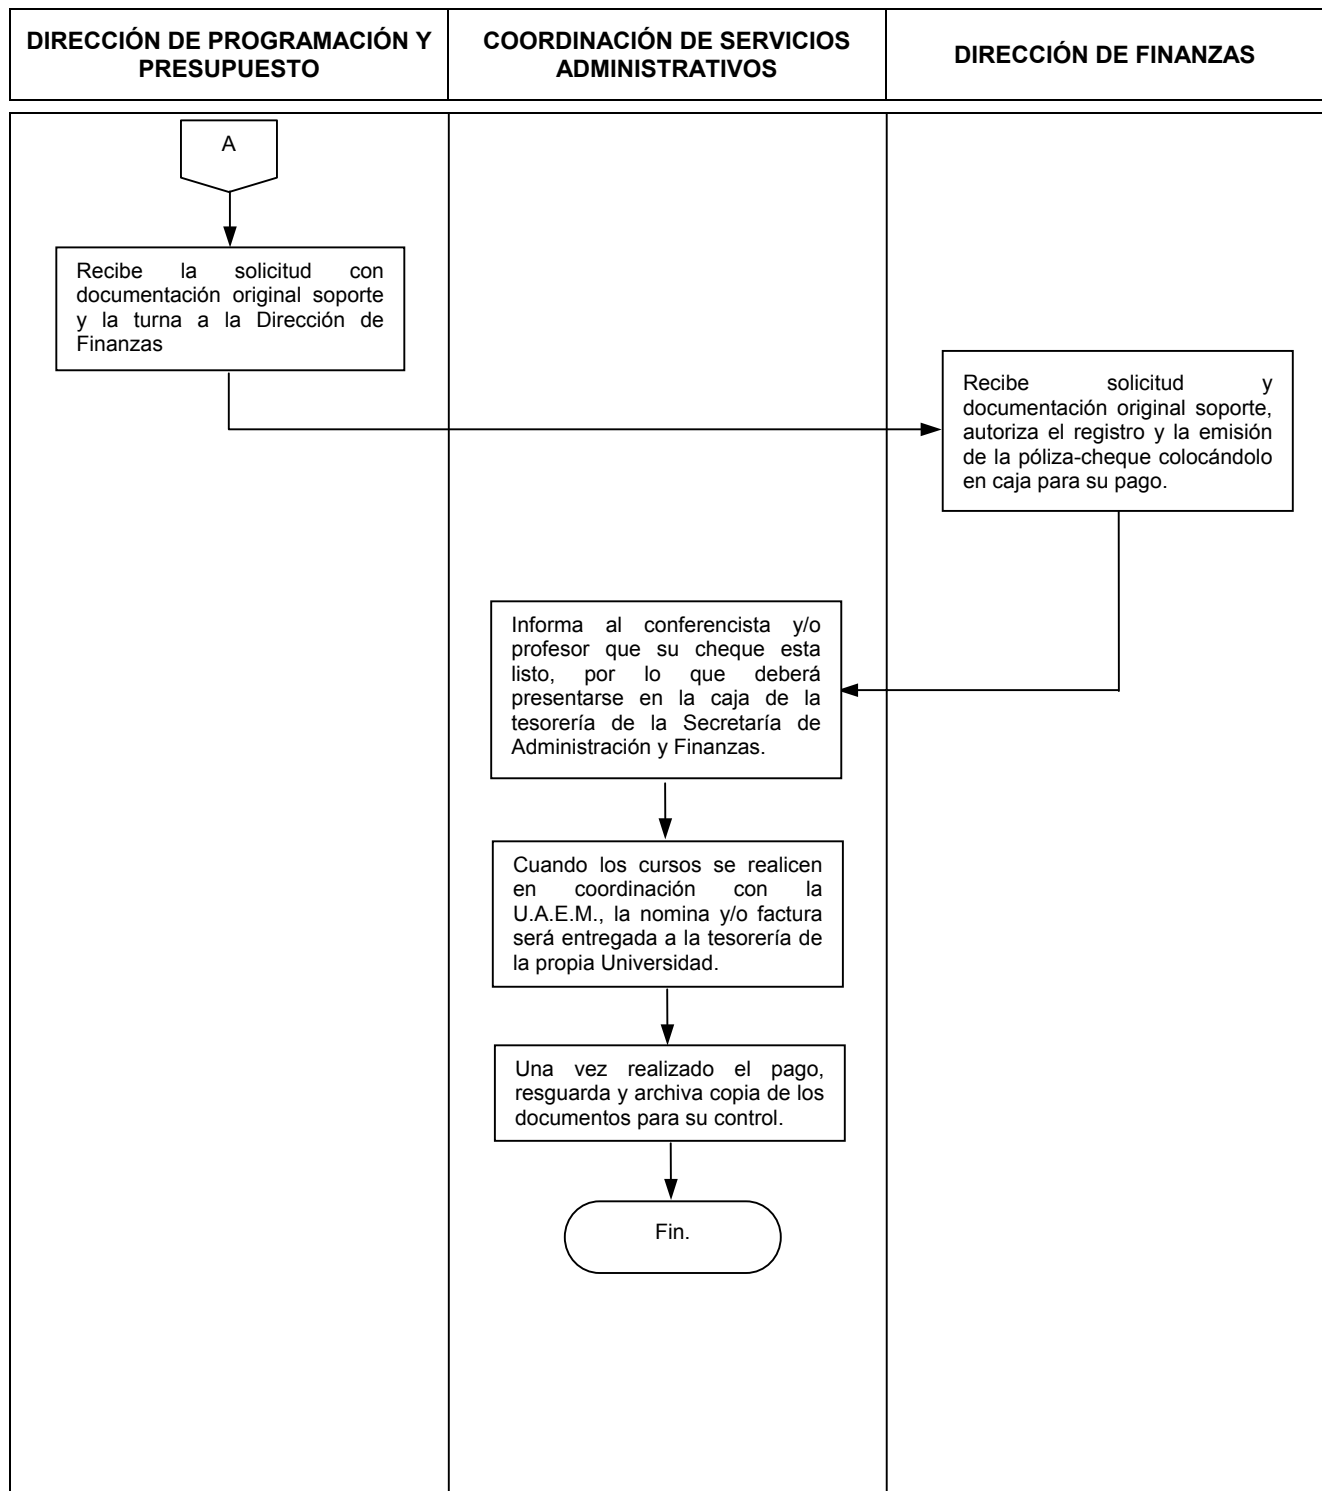 DIRECCIÓN DE PROGRAMACIÓN Y
PRESUPUESTO
COORDINACIÓN DE SERVICIOS
ADMINISTRATIVOS
DIRECCIÓN DE FINANZAS
A
Recibe la solicitud con
documentación original soporte
y la turna a la Dirección de
Finanzas
Recibe solicitud y
documentación original soporte,
autoriza el registro y la emisión
de la póliza-cheque colocándolo
en caja para su pago.
Informa al conferencista y/o
profesor que su cheque esta
listo, por lo que deberá
presentarse en la caja de la
tesorería de la Secretaría de
Administración y Finanzas.
Cuando los cursos se realicen
en coordinación con la
U.A.E.M., la nomina y/o factura
será entregada a la tesorería de
la propia Universidad.
Una vez realizado el pago,
resguarda y archiva copia de los
documentos para su control.
Fin.